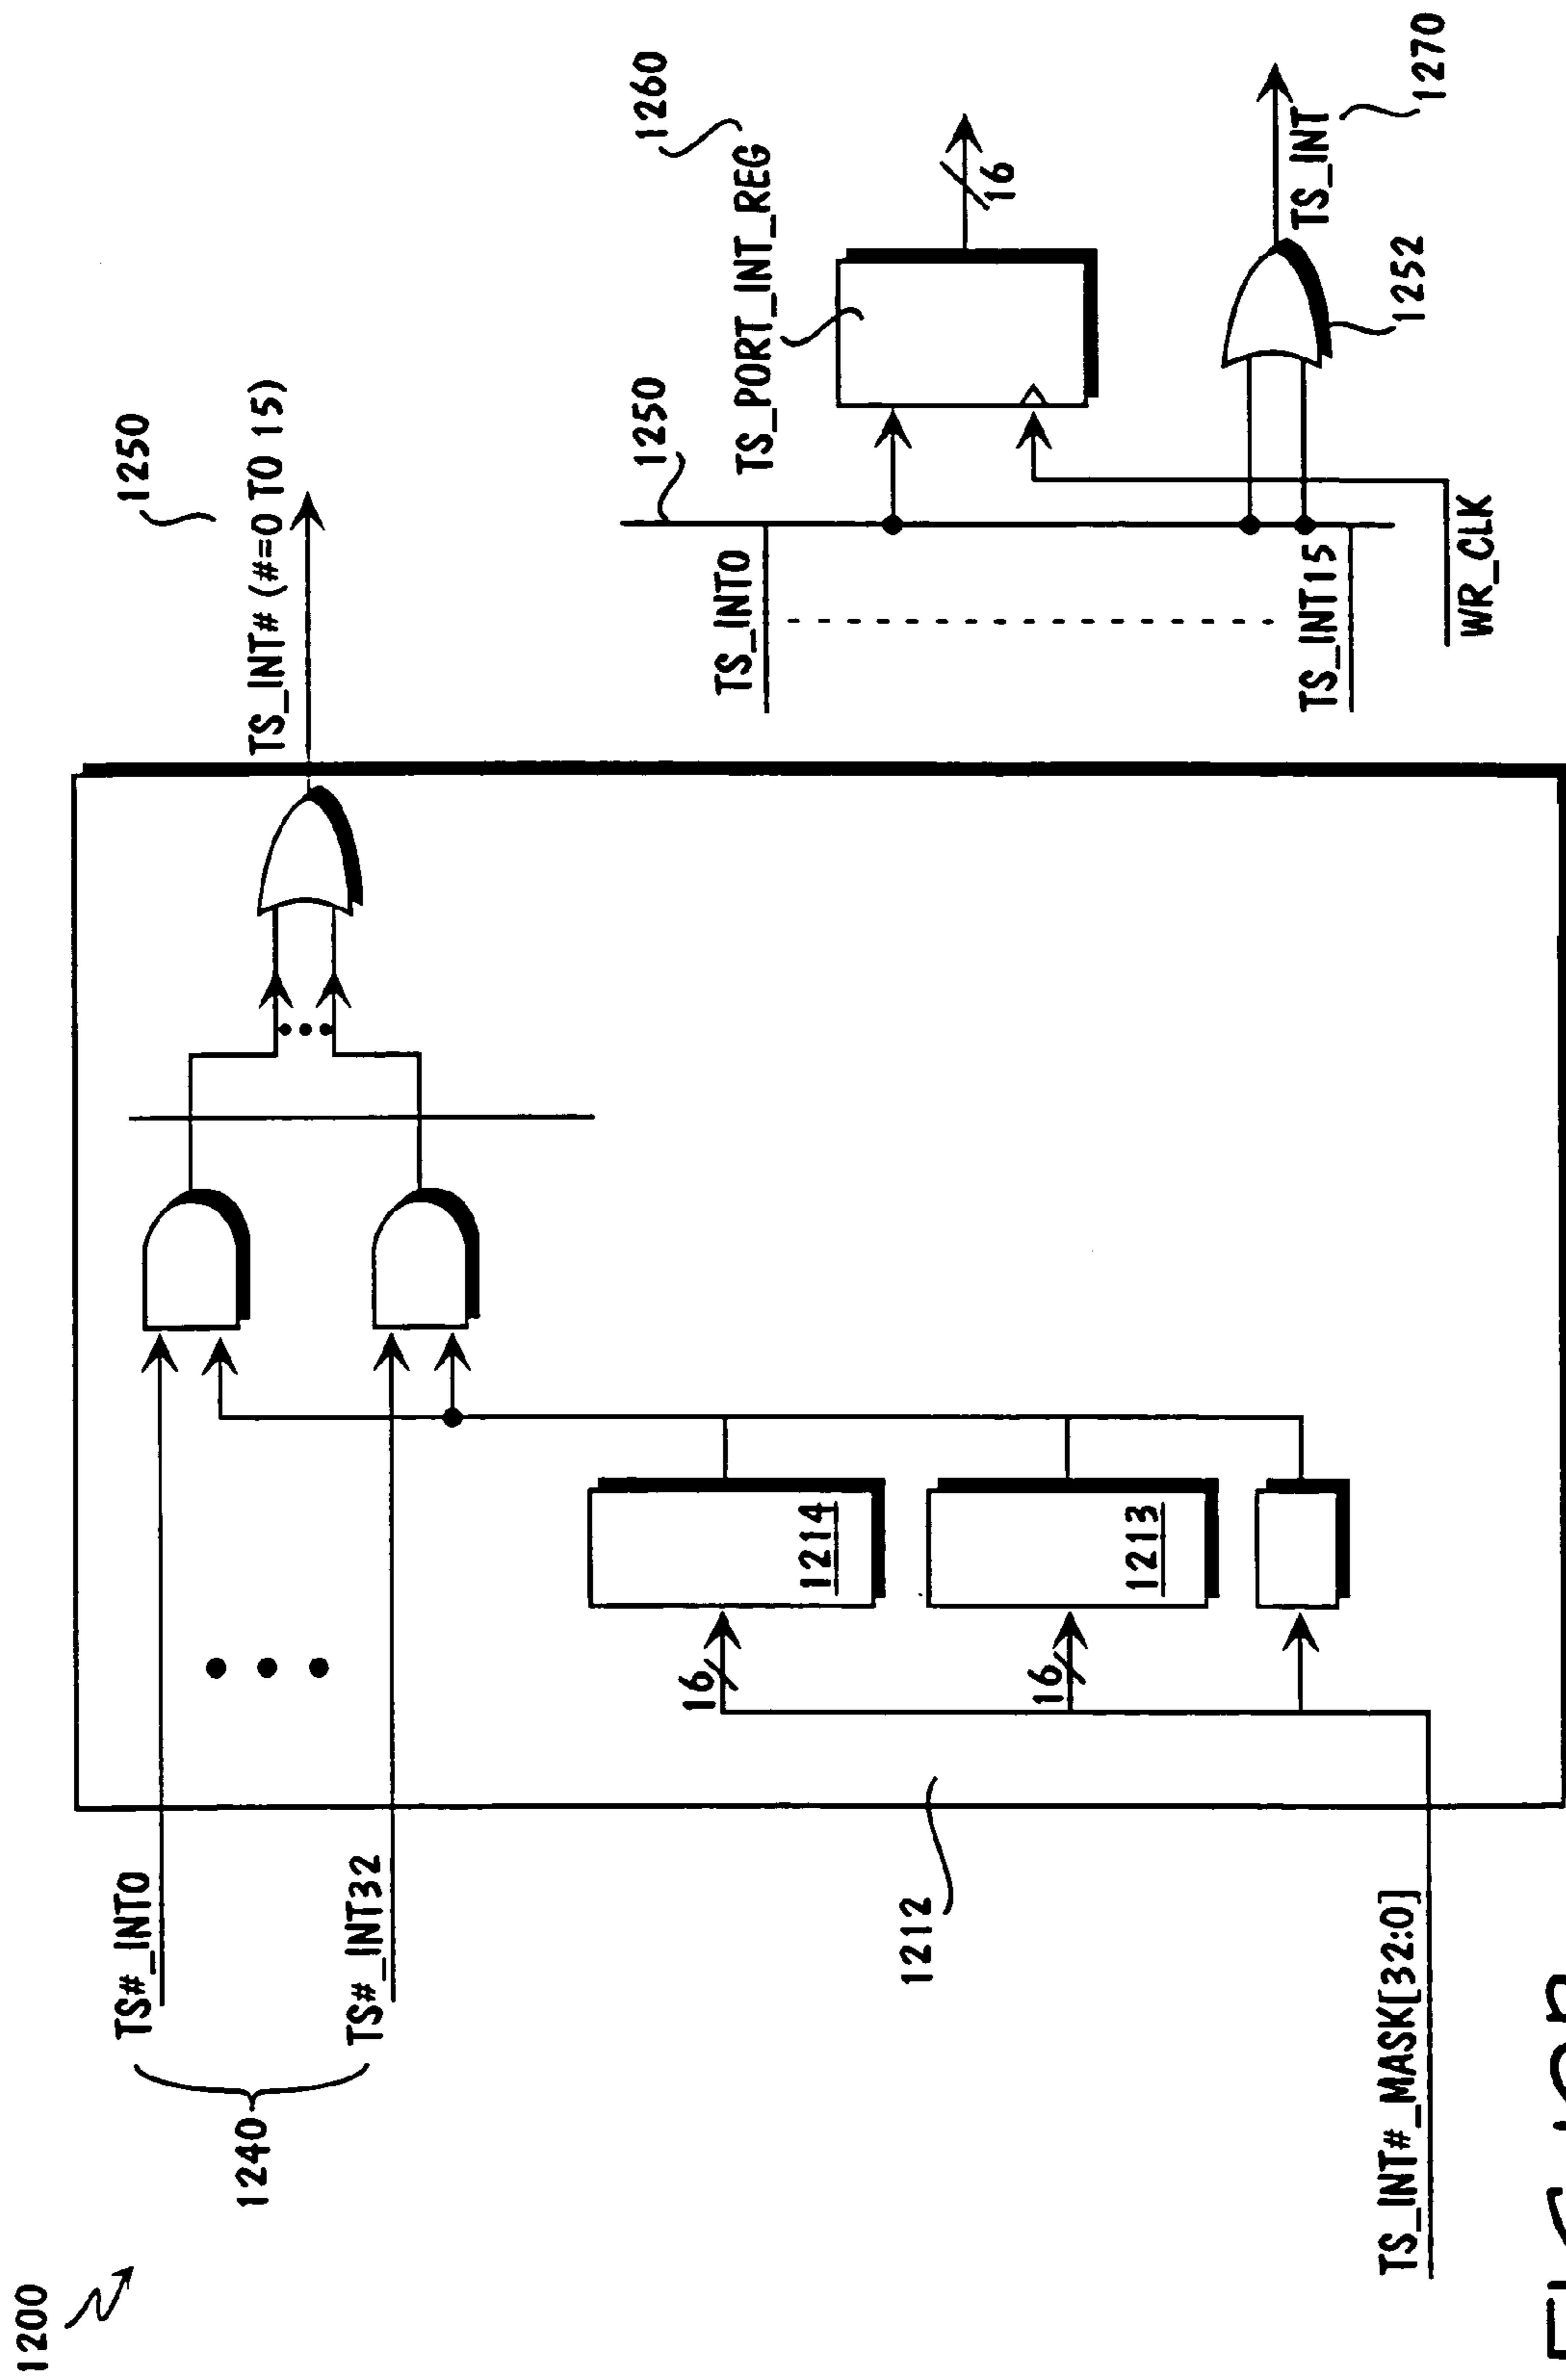 1200
1240
TS#_INT0
TS#_INT32
1212
TS_INT#_MASK[32:0]
16
16
1214
1213
1250
TS_INT# (#=0 TO 15)
TS_INT0
TS_INT15
WR_CLK
1250
TS_PORT_INT_REG
1260
16
1252
TS_INT
1270